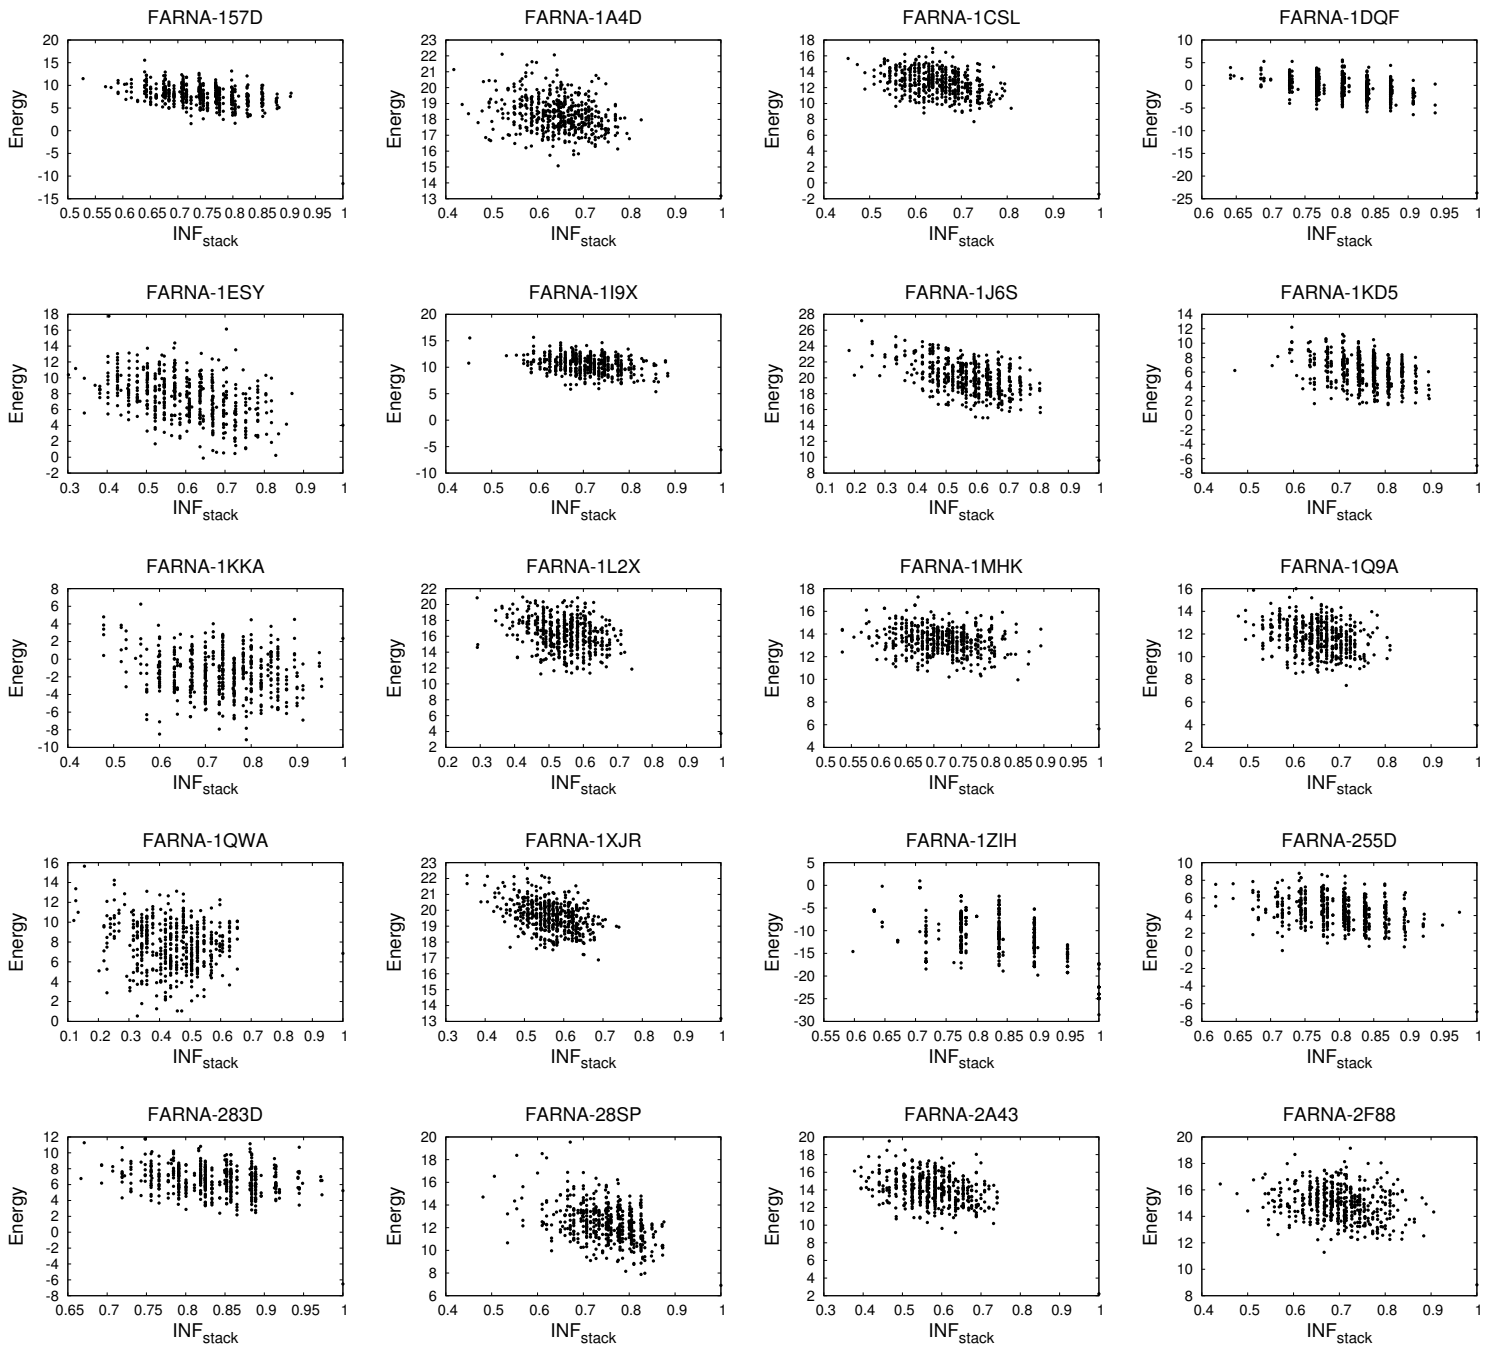 FARNA-157D FARNA-1A4D FARNA-1CSL FARNA-1DQF
20 15 10 5 0 -5 -10 -15
Energy
0.5 0.55 0.6 0.65 0.7 0.75 0.8 0.85 0.9 0.95 1
INFstack
23 22 21 20 19 18 17 16 15 14 13
Energy
0.4 0.5 0.6 0.7 0.8 0.9 1
INFstack
18 16 14 12 10 8 6 4 2 0 -2
Energy
0.4 0.5 0.6 0.7 0.8 0.9 1
INFstack
10 5 0 -5 -10 -15 -20 -25
Energy
0.6 0.65 0.7 0.75 0.8 0.85 0.9 0.95 1
INFstack
FARNA-1ESY FARNA-1I9X FARNA-1J6S FARNA-1KD5
18 16 14 12 10 8 6 4 2 0 -2
Energy
0.3 0.4 0.5 0.6 0.7 0.8 0.9 1
INFstack
20 15 10 5 0 -5 -10
Energy
0.4 0.5 0.6 0.7 0.8 0.9 1
INFstack
28 26 24 22 20 18 16 14 12 10 8
Energy
0.1 0.2 0.3 0.4 0.5 0.6 0.7 0.8 0.9 1
INFstack
14 12 10 8 6 4 2 0 -2 -4 -6 -8
Energy
0.4 0.5 0.6 0.7 0.8 0.9 1
INFstack
FARNA-1KKA FARNA-1L2X FARNA-1MHK FARNA-1Q9A
8 6 4 2 0 -2 -4 -6 -8 -10
Energy
0.4 0.5 0.6 0.7 0.8 0.9 1
INFstack
22 20 18 16 14 12 10 8 6 4 2
Energy
0.2 0.3 0.4 0.5 0.6 0.7 0.8 0.9 1
INFstack
18 16 14 12 10 8 6 4
Energy
0.5 0.55 0.6 0.65 0.7 0.75 0.8 0.85 0.9 0.95 1
INFstack
16 14 12 10 8 6 4 2
Energy
0.4 0.5 0.6 0.7 0.8 0.9 1
INFstack
FARNA-1QWA FARNA-1XJR FARNA-1ZIH FARNA-255D
16 14 12 10 8 6 4 2 0
Energy
0.1 0.2 0.3 0.4 0.5 0.6 0.7 0.8 0.9 1
INFstack
23 22 21 20 19 18 17 16 15 14 13
Energy
0.3 0.4 0.5 0.6 0.7 0.8 0.9 1
INFstack
5 0 -5 -10 -15 -20 -25 -30
Energy
0.55 0.6 0.65 0.7 0.75 0.8 0.85 0.9 0.95 1
INFstack
10 8 6 4 2 0 -2 -4 -6 -8
Energy
0.6 0.65 0.7 0.75 0.8 0.85 0.9 0.95 1
INFstack
FARNA-283D FARNA-28SP FARNA-2A43 FARNA-2F88
12 10 8 6 4 2 0 -2 -4 -6 -8
Energy
0.65 0.7 0.75 0.8 0.85 0.9 0.95 1
INFstack
20 18 16 14 12 10 8 6
Energy
0.4 0.5 0.6 0.7 0.8 0.9 1
INFstack
20 18 16 14 12 10 8 6 4 2
Energy
0.3 0.4 0.5 0.6 0.7 0.8 0.9 1
INFstack
20 18 16 14 12 10 8
Energy
0.4 0.5 0.6 0.7 0.8 0.9 1
INFstack